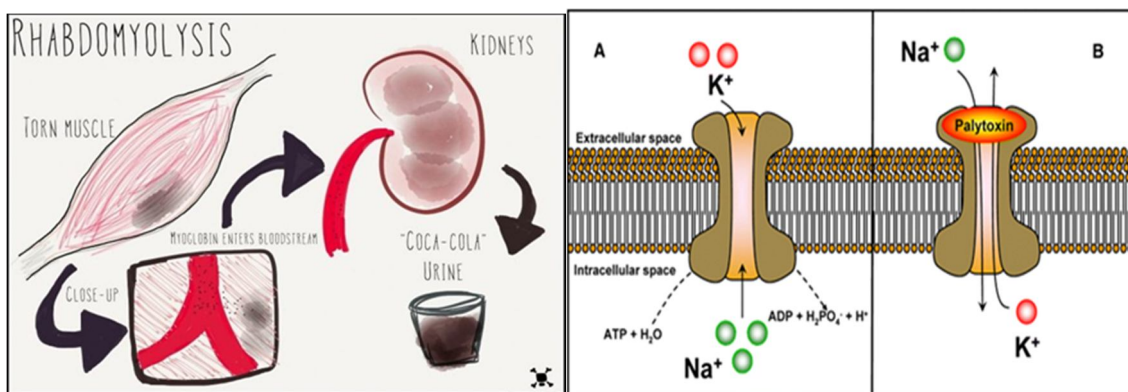 RHABDOMYOLYSIS
KIDNEYS
TORN MUSCLE
MYOGLOBIN ENTERS BLOODSTREAM
"COCA-COLA"
URINE
CLOSE-UP
A
K⁺
Extracellular space
Intracellular space
ATP + H₂O
ADP + H₂PO₄⁻ + H⁺
Na⁺
B
Na⁺
Palytoxin
K⁺